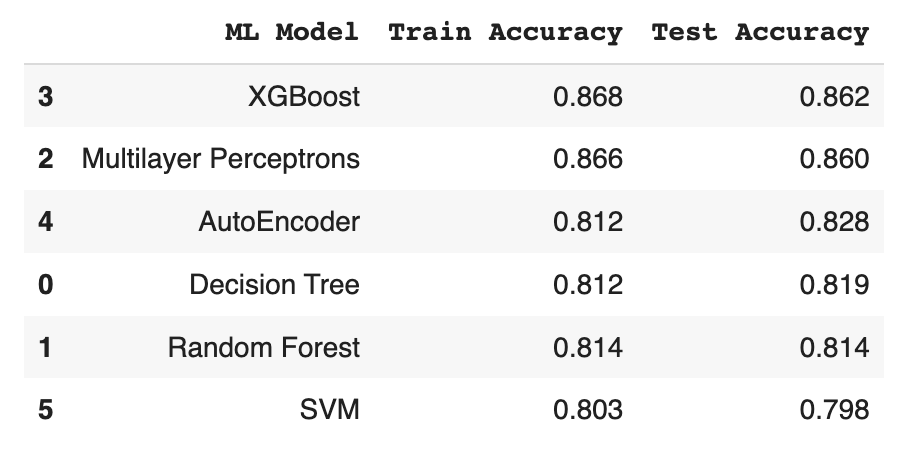 ML Model Train Accuracy Test Accuracy
3 XGBoost 0.868 0.862
2 Multilayer Perceptrons 0.866 0.860
4 AutoEncoder 0.812 0.828
0 Decision Tree 0.812 0.819
1 Random Forest 0.814 0.814
5 SVM 0.803 0.798